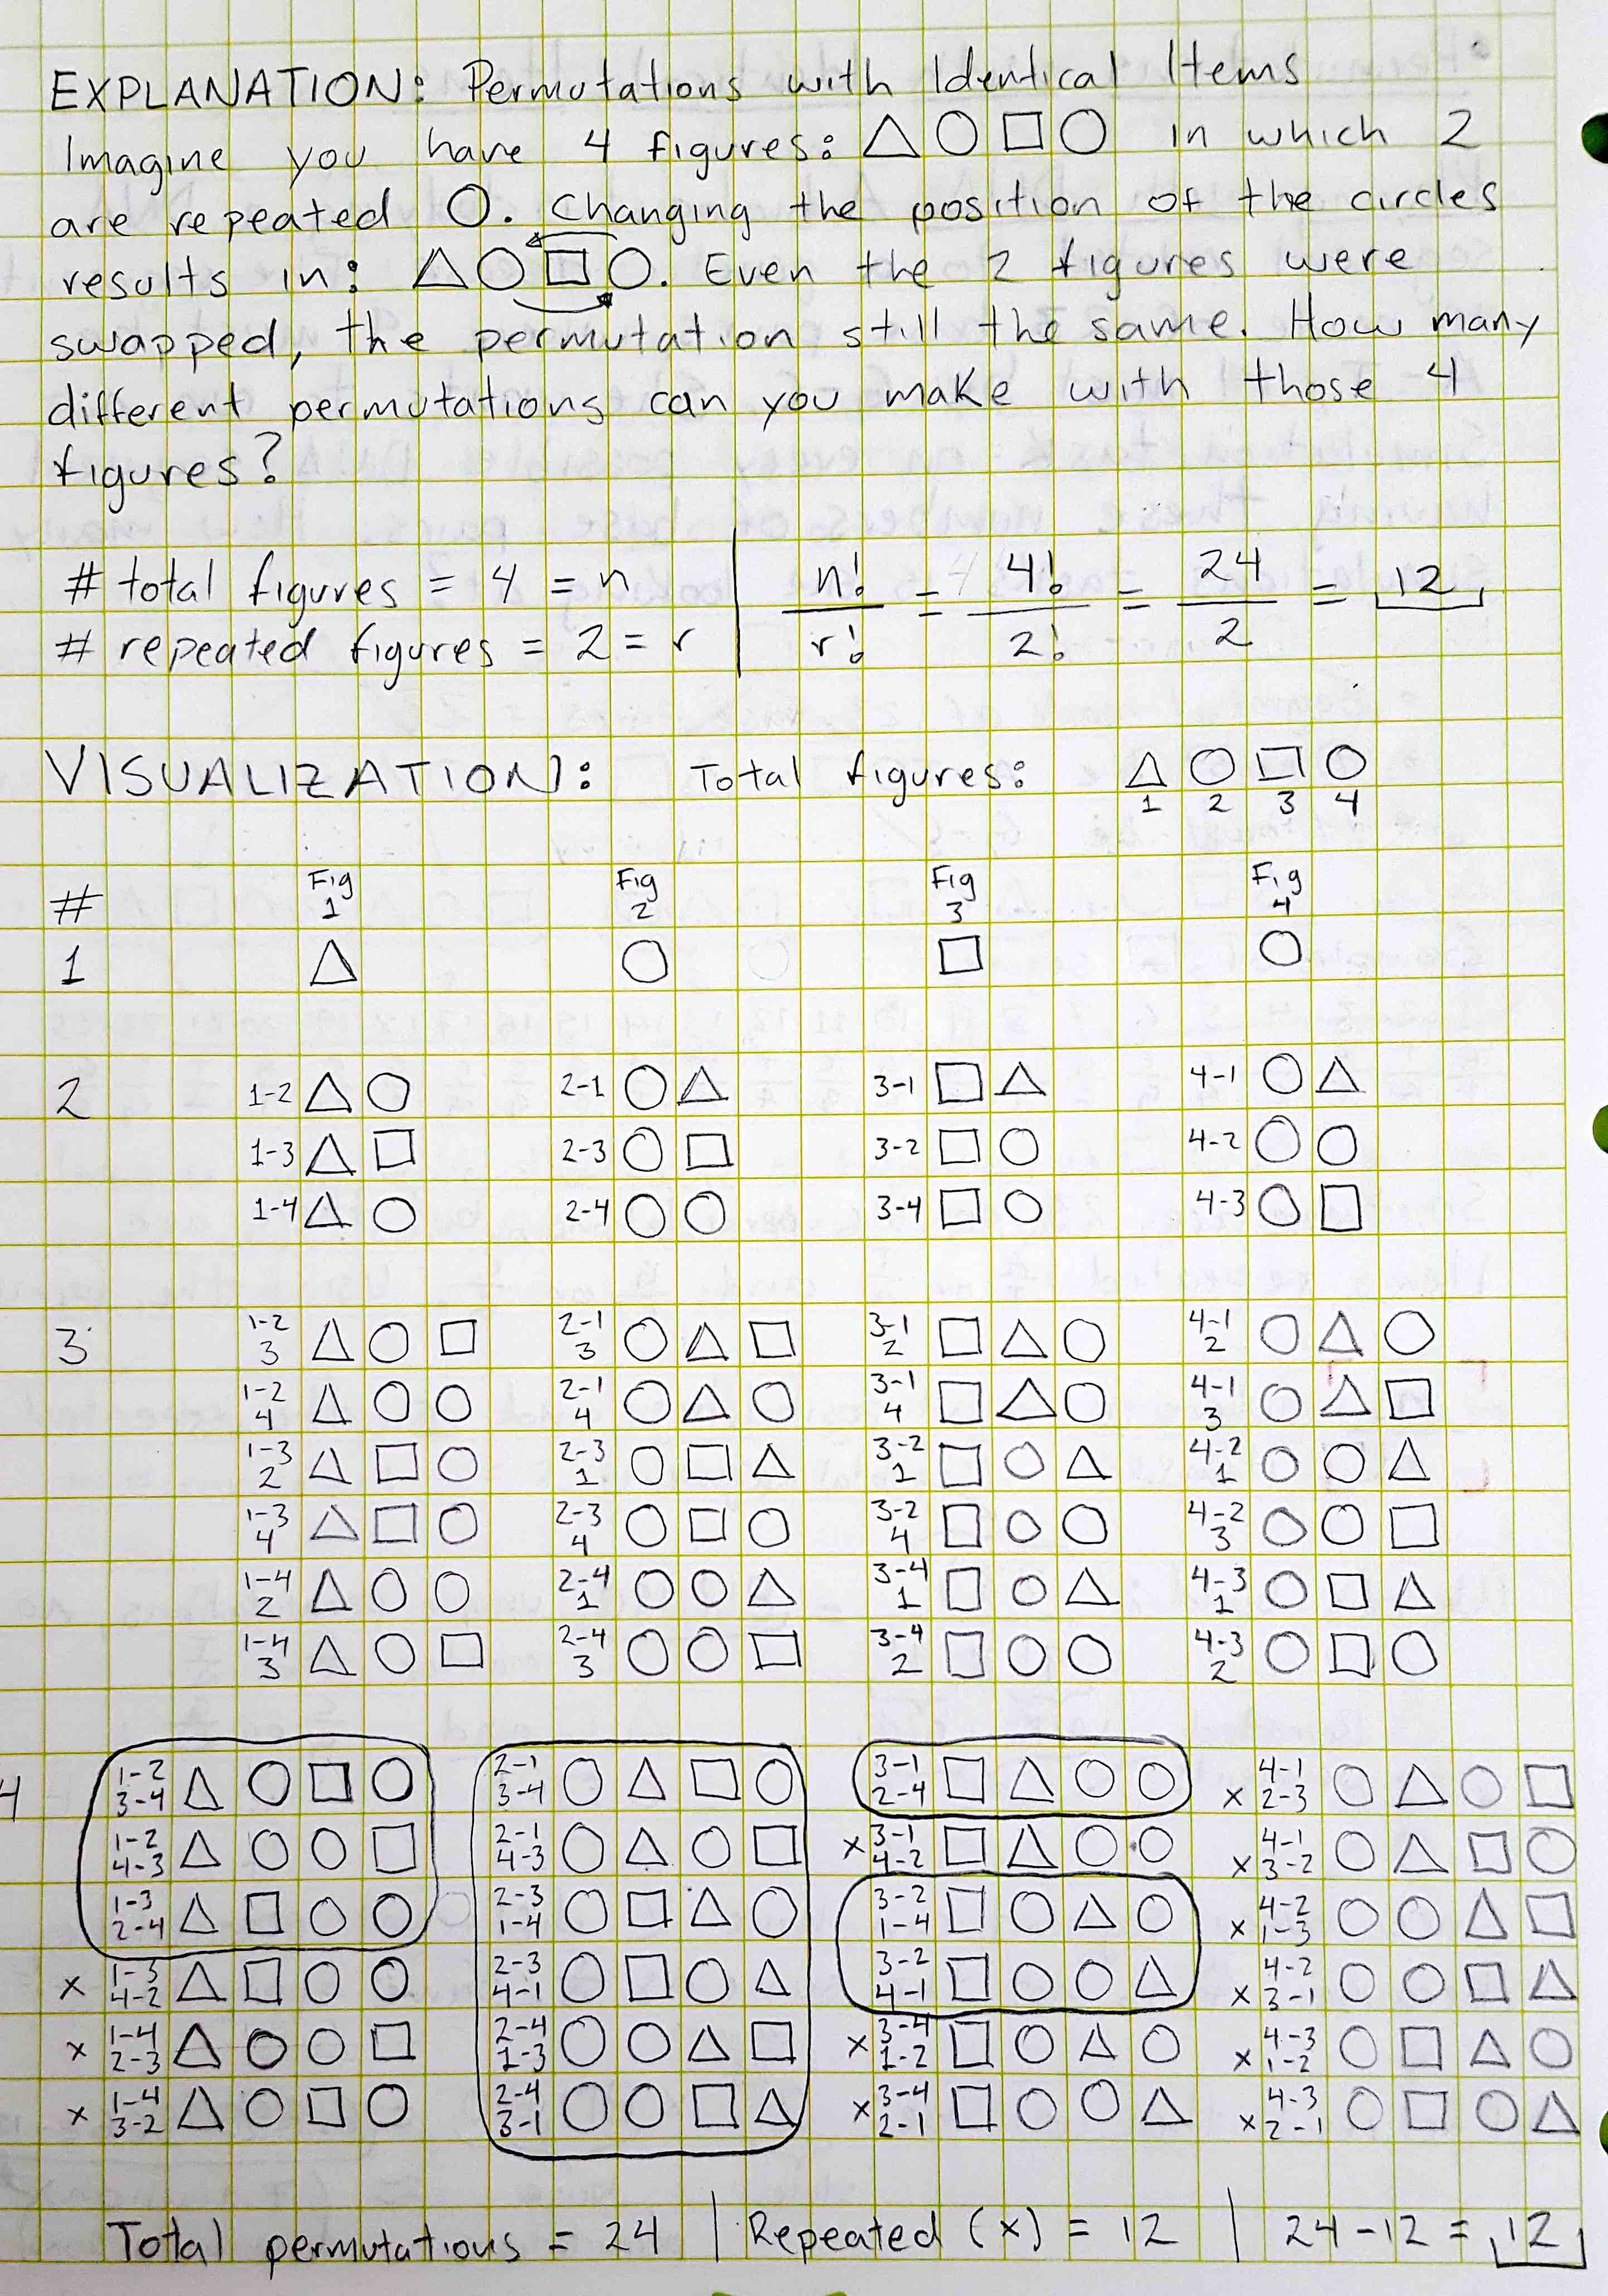 EXPLANATION: Permutations with Identical Items
Imagine you have 4 figures: △ ○ □ ○ in which 2
are repeated ○. Changing the position of the circles
results in: △ ○ □ ○. Even the 2 figures were
swapped, the permutation still the same. How many
different permutations can you make with those 4
figures?
# total figures = 4 = n | n!/r! = 4!/2! = 24/2 = 12
# repeated figures = 2 = r
VISUALIZATION: Total figures: △ ○ □ ○
1 2 3 4
# Fig 1 Fig 2 Fig 3 Fig 4
1 △ ○ □ ○
2 1-2 △ ○ 2-1 ○ △ 3-1 □ △ 4-1 ○ △
1-3 △ □ 2-3 ○ □ 3-2 □ ○ 4-2 ○ ○
1-4 △ ○ 2-4 ○ ○ 3-4 □ ○ 4-3 ○ □
3 1-2 3 △ ○ □ 2-1 3 ○ △ □ 3-1 2 □ △ ○ 4-1 2 ○ △ ○
1-2 4 △ ○ ○ 2-1 4 ○ △ ○ 3-1 4 □ △ ○ 4-1 3 ○ △ □
1-3 2 △ □ ○ 2-3 1 ○ □ △ 3-2 1 □ ○ △ 4-2 1 ○ ○ △
1-3 4 △ □ ○ 2-3 4 ○ □ ○ 3-2 4 □ ○ ○ 4-2 3 ○ ○ □
1-4 2 △ ○ ○ 2-4 1 ○ ○ △ 3-4 1 □ ○ △ 4-3 1 ○ □ △
1-4 3 △ ○ □ 2-4 3 ○ ○ □ 3-4 2 □ ○ ○ 4-3 2 ○ □ ○
4 1-2 3-4 △ ○ □ ○ 2-1 3-4 ○ △ □ ○ 3-1 2-4 □ △ ○ ○ x 4-1 2-3 ○ △ ○ □
1-2 4-3 △ ○ ○ □ 2-1 4-3 ○ △ ○ □ x 3-1 4-2 □ △ ○ ○ x 4-1 3-2 ○ △ □ ○
1-3 2-4 △ □ ○ ○ 2-3 1-4 ○ □ △ ○ 3-2 1-4 □ ○ △ ○ x 4-2 1-3 ○ ○ △ □
x 1-3 4-2 △ □ ○ ○ 2-3 4-1 ○ □ ○ △ 3-2 4-1 □ ○ ○ △ x 4-2 3-1 ○ ○ □ △
x 1-4 2-3 △ ○ ○ □ 2-4 1-3 ○ ○ △ □ x 3-4 1-2 □ ○ △ ○ x 4-3 1-2 ○ □ △ ○
x 1-4 3-2 △ ○ □ ○ 2-4 3-1 ○ ○ □ △ x 3-4 2-1 □ ○ ○ △ x 4-3 2-1 ○ □ ○ △
Total permutations = 24 | Repeated (x) = 12 | 24 - 12 = 12